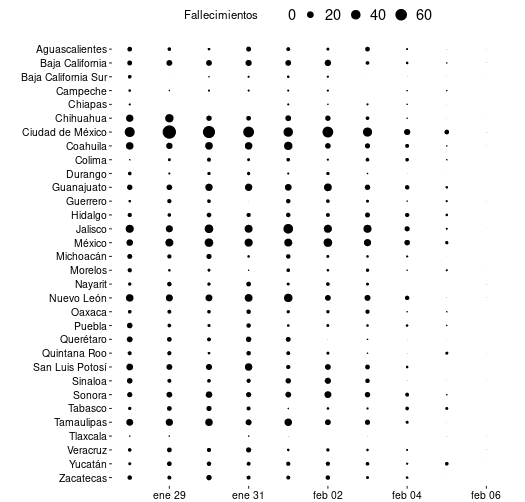 Fallecimientos 0 20 40 60
Aguascalientes
Baja California
Baja California Sur
Campeche
Chiapas
Chihuahua
Ciudad de México
Coahuila
Colima
Durango
Guanajuato
Guerrero
Hidalgo
Jalisco
México
Michoacán
Morelos
Nayarit
Nuevo León
Oaxaca
Puebla
Querétaro
Quintana Roo
San Luis Potosí
Sinaloa
Sonora
Tabasco
Tamaulipas
Tlaxcala
Veracruz
Yucatán
Zacatecas
ene 29 ene 31 feb 02 feb 04 feb 06